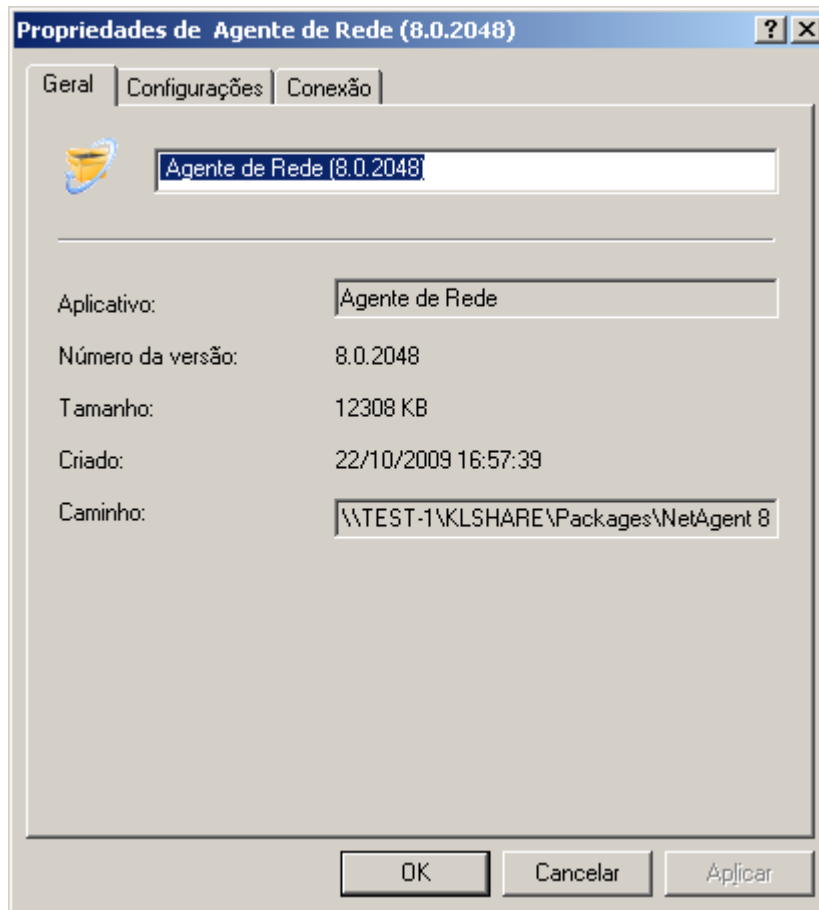 Propriedades de Agente de Rede (8.0.2048)
Geral Configurações Conexão
Agente de Rede (8.0.2048)
Aplicativo: Agente de Rede
Número da versão: 8.0.2048
Tamanho: 12308 KB
Criado: 22/10/2009 16:57:39
Caminho: \\TEST-1\KLSHARE\Packages\NetAgent 8
OK Cancelar Aplicar